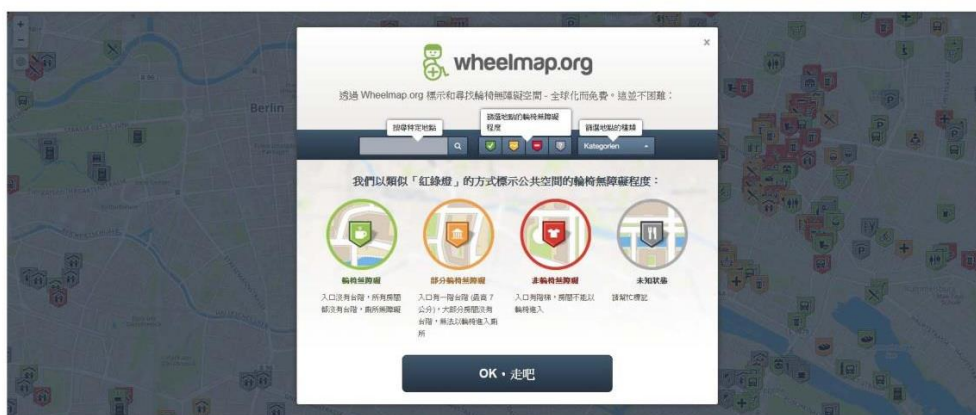 wheelmap.org
透過 Wheelmap.org 標示和尋找輪椅無障礙空間 - 全球化而免費。這並不困難：
搜尋特定地點
篩選地點的輪椅無障礙
程度
篩選地點的種類
Kategorien
我們以類似「紅綠燈」的方式標示公共空間的輪椅無障礙程度：
輪椅無障礙
部分輪椅無障礙
非輪椅無障礙
未知狀態
入口沒有台階，所有房間
都沒有台階，廁所無障礙
入口有一階台階 (最高 7
公分)，大部分房間沒有
台階，無法以輪椅進入廁
所
入口有階梯，房間不能以
輪椅進入
請幫忙標記
OK，走吧
Berlin